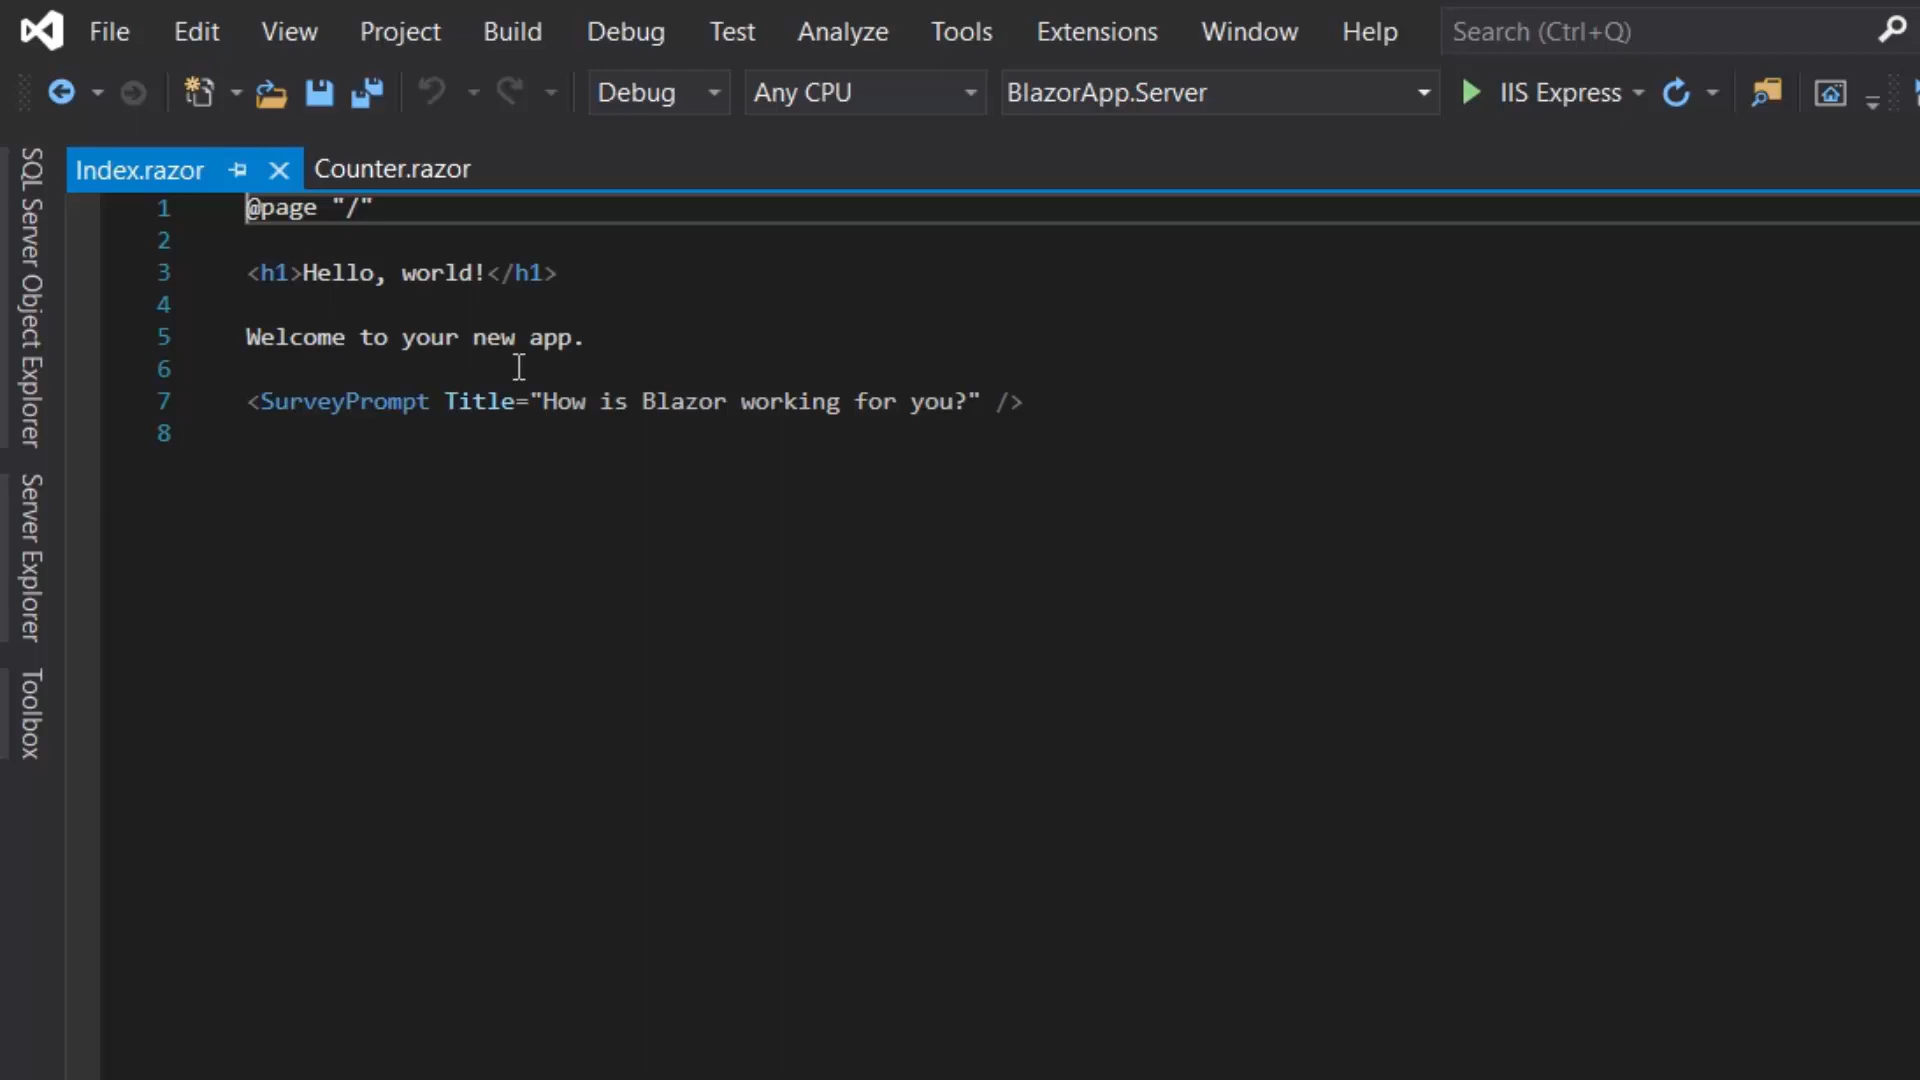 File Edit View Project Build Debug Test Analyze Tools Extensions Window Help Search (Ctrl+Q)
Debug Any CPU BlazorApp.Server IIS Express
Index.razor Counter.razor
SQL Server Object Explorer
Server Explorer
Toolbox
1 @page "/"
2
3 <h1>Hello, world!</h1>
4
5 Welcome to your new app.
6
7 <SurveyPrompt Title="How is Blazor working for you?" />
8